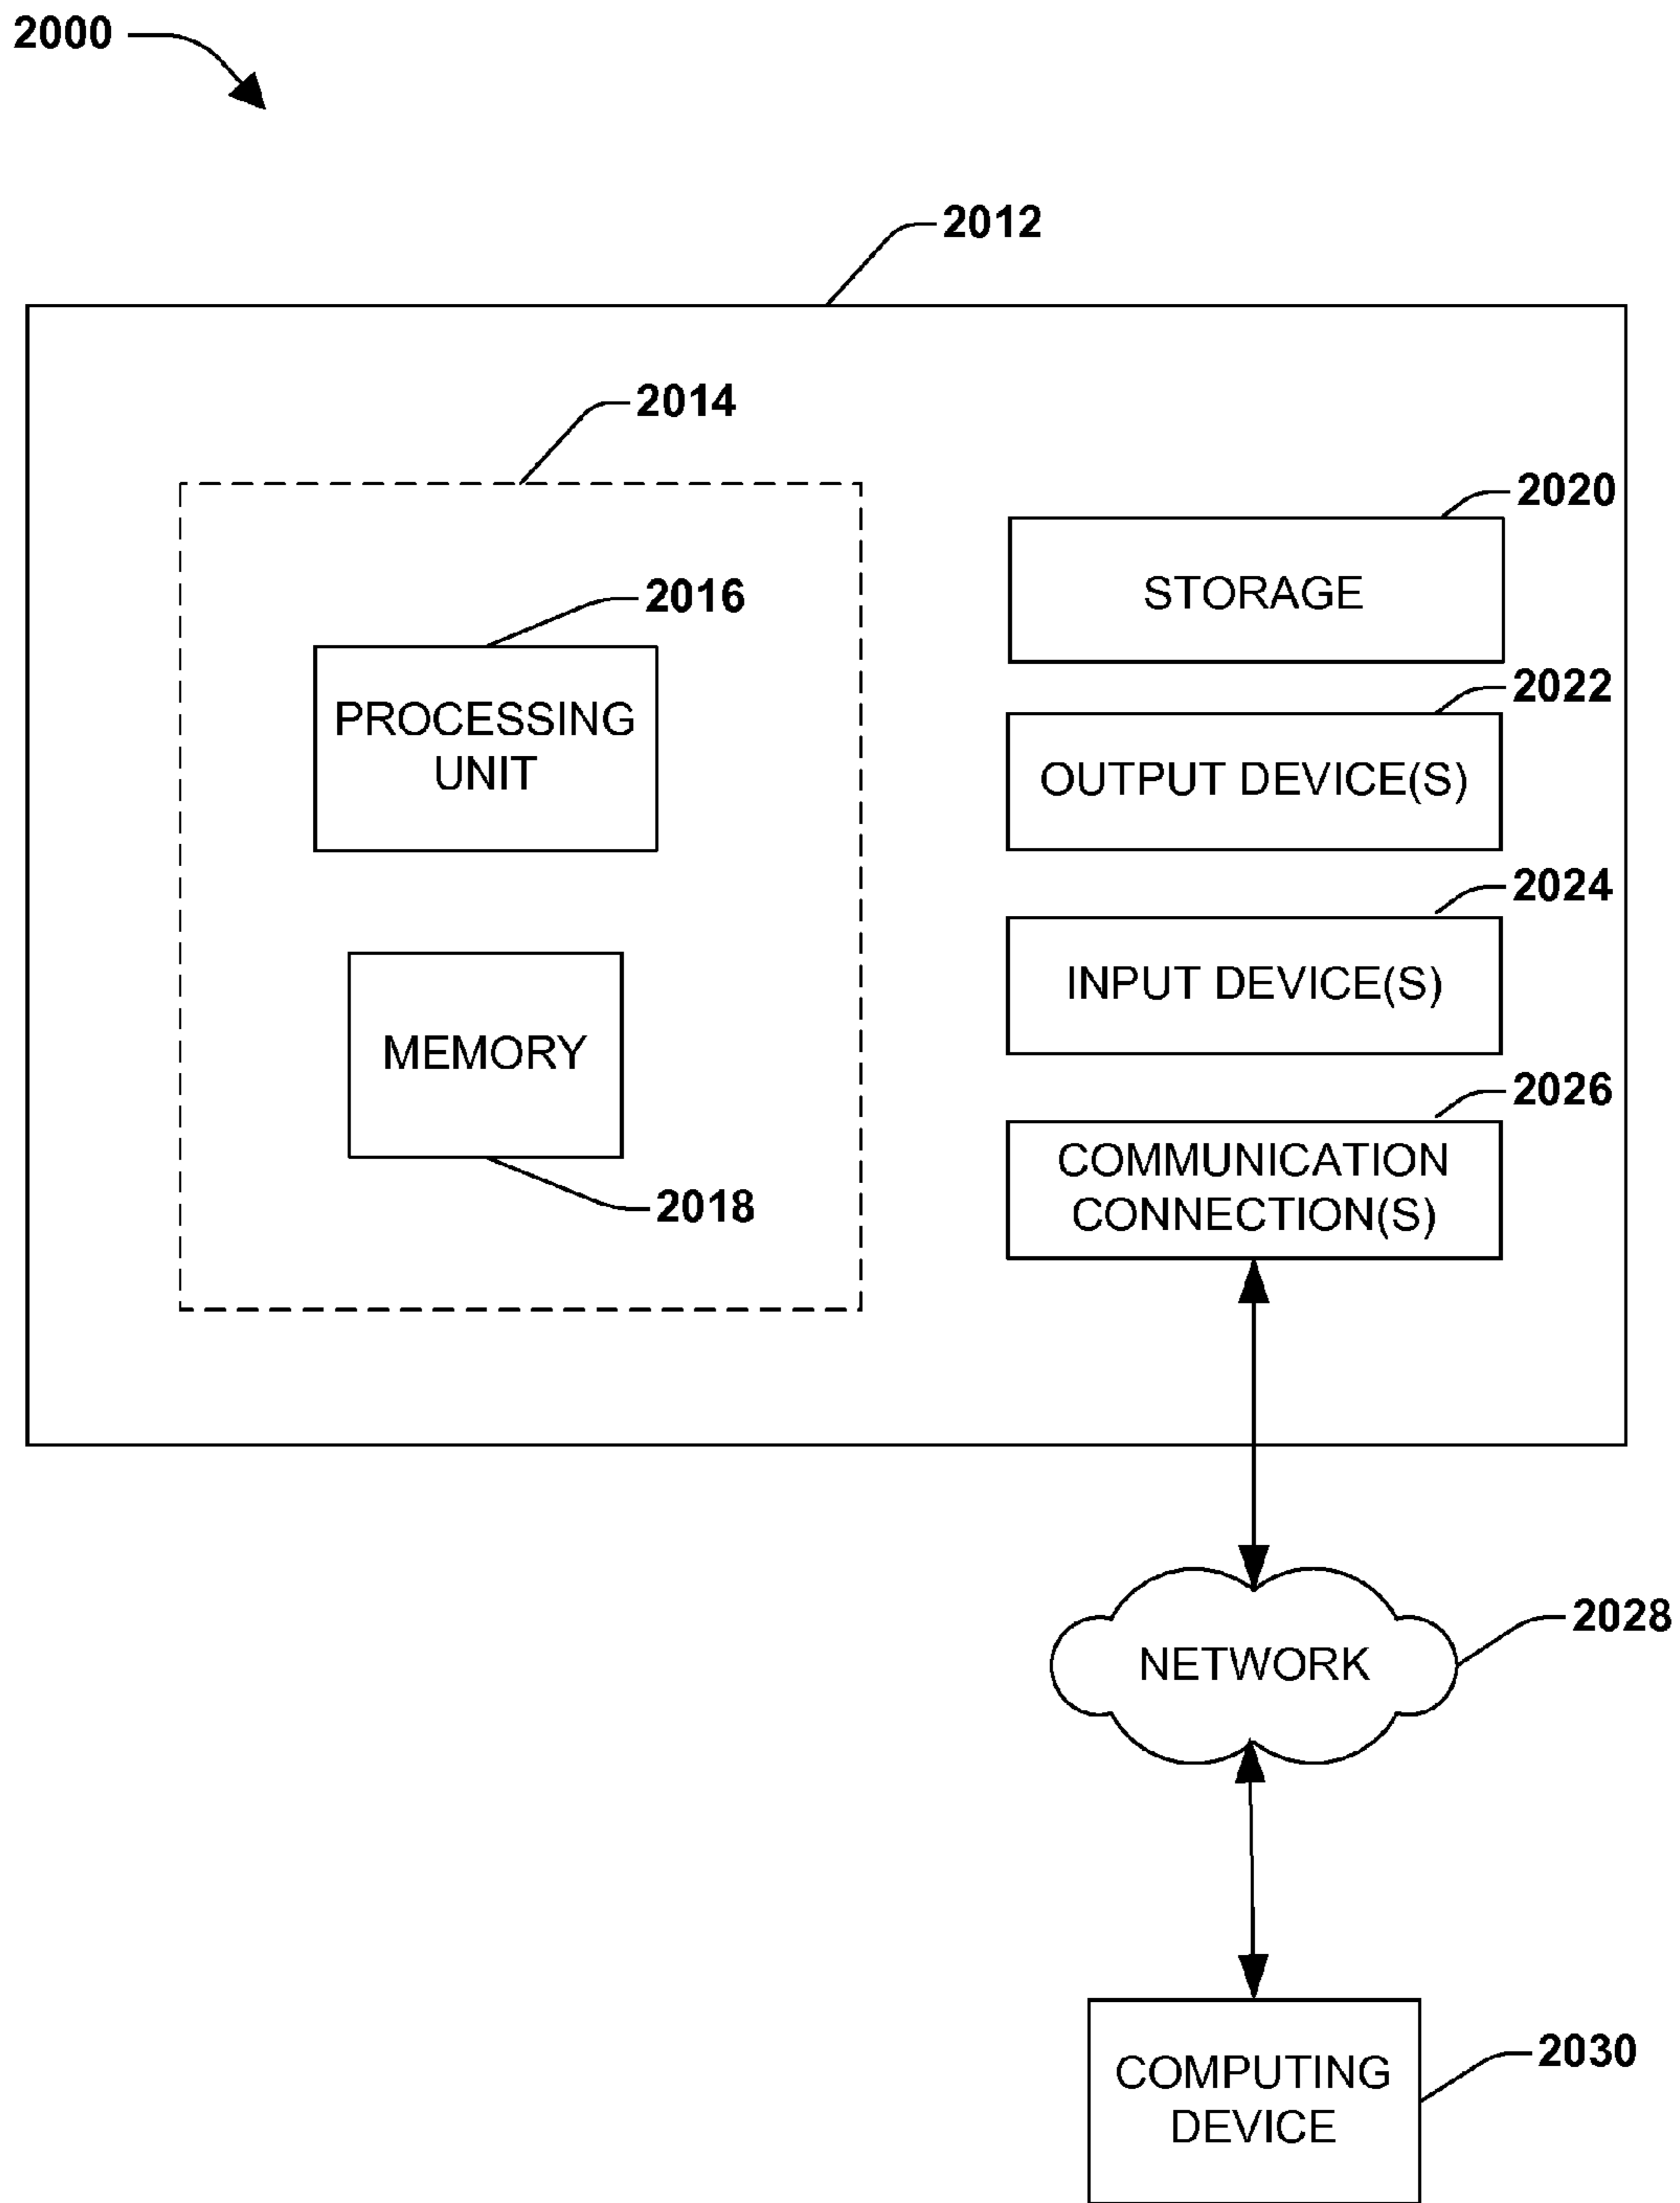 2000
2012
2014
2020
STORAGE
2016
PROCESSING
UNIT
2022
OUTPUT DEVICE(S)
2024
INPUT DEVICE(S)
MEMORY
2018
2026
COMMUNICATION
CONNECTION(S)
2028
NETWORK
2030
COMPUTING
DEVICE